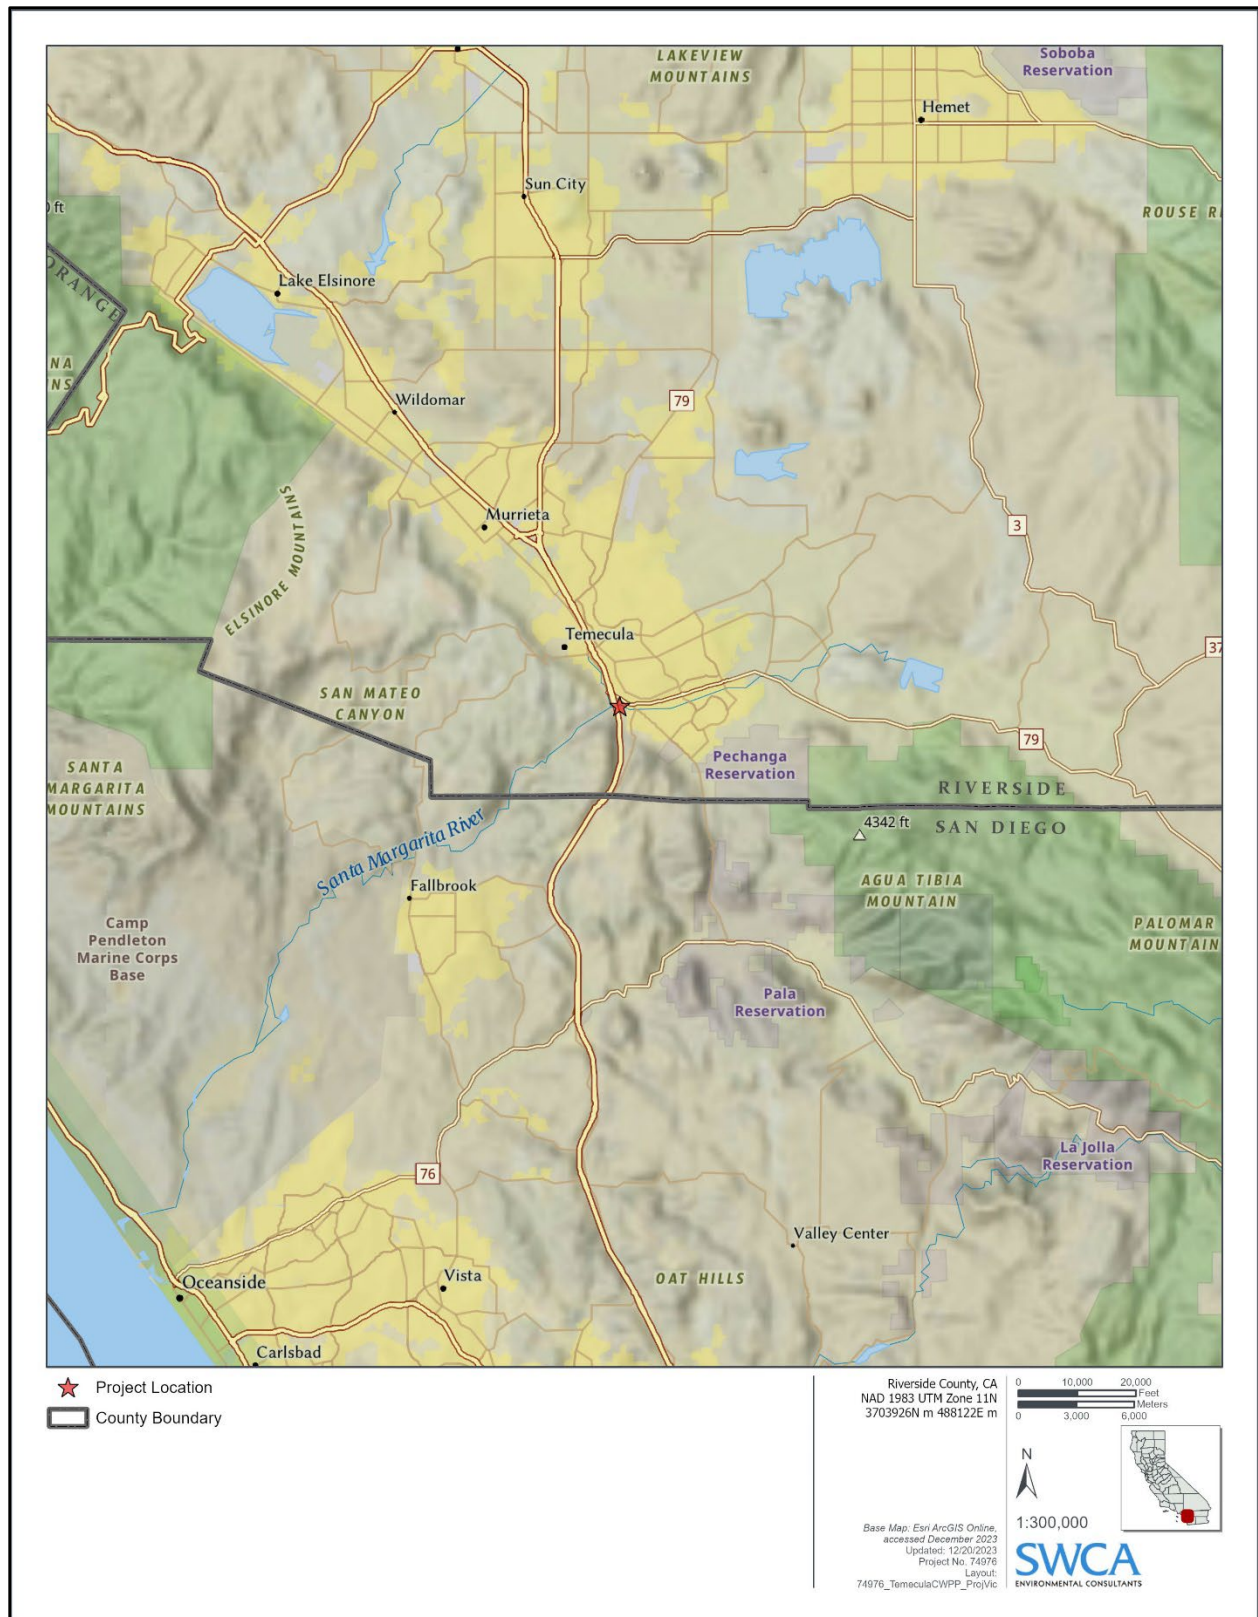 LAKEVIEW
MOUNTAINS
Soboba
Reservation
Hemet
Sun City
ft
ROUSE R
ORANGE
Lake Elsinore
NA
NS
Wildomar
79
ELSINORE MOUNTAINS
Murrieta
3
Temecula
37
SAN MATEO
CANYON
79
Pechanga
Reservation
SANTA
MARGARITA
MOUNTAINS
RIVERSIDE
SAN DIEGO
4342 ft
Santa Margarita River
Fallbrook
AGUA TIBIA
MOUNTAIN
PALOMAR
MOUNTAIN
Camp
Pendleton
Marine Corps
Base
Pala
Reservation
La Jolla
Reservation
76
Valley Center
Oceanside
Vista
OAT HILLS
Carlsbad
Project Location
County Boundary
Riverside County, CA
NAD 1983 UTM Zone 11N
3703926N m 488122E m
0 10,000 20,000
Feet
Meters
0 3,000 6,000
N
1:300,000
Base Map: Esri ArcGIS Online,
accessed December 2023
Updated: 12/20/2023
Project No. 74976
Layout:
74976_TemeculaCWPP_ProjVic
SWCA
ENVIRONMENTAL CONSULTANTS